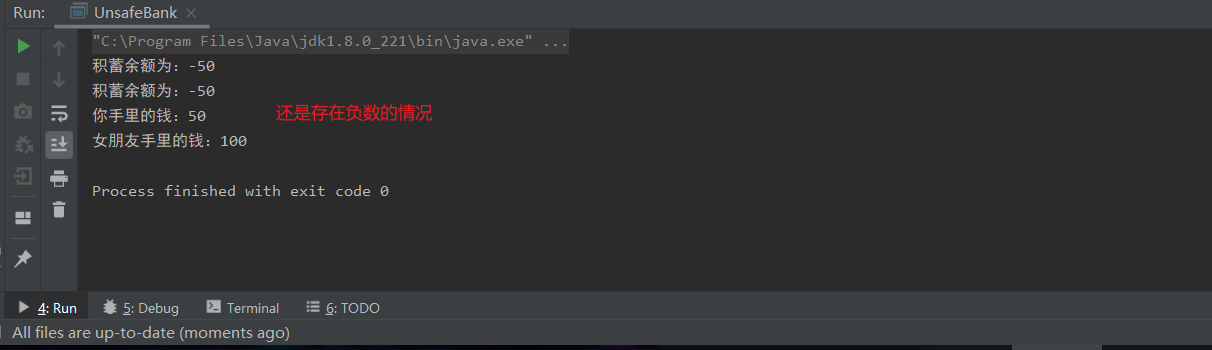 Run: UnsafeBank
"C:\Program Files\Java\jdk1.8.0_221\bin\java.exe" ...
积蓄余额为：-50
积蓄余额为：-50
你手里的钱：50
还是存在负数的情况
女朋友手里的钱：100
Process finished with exit code 0
4: Run 5: Debug Terminal 6: TODO
All files are up-to-date (moments ago)